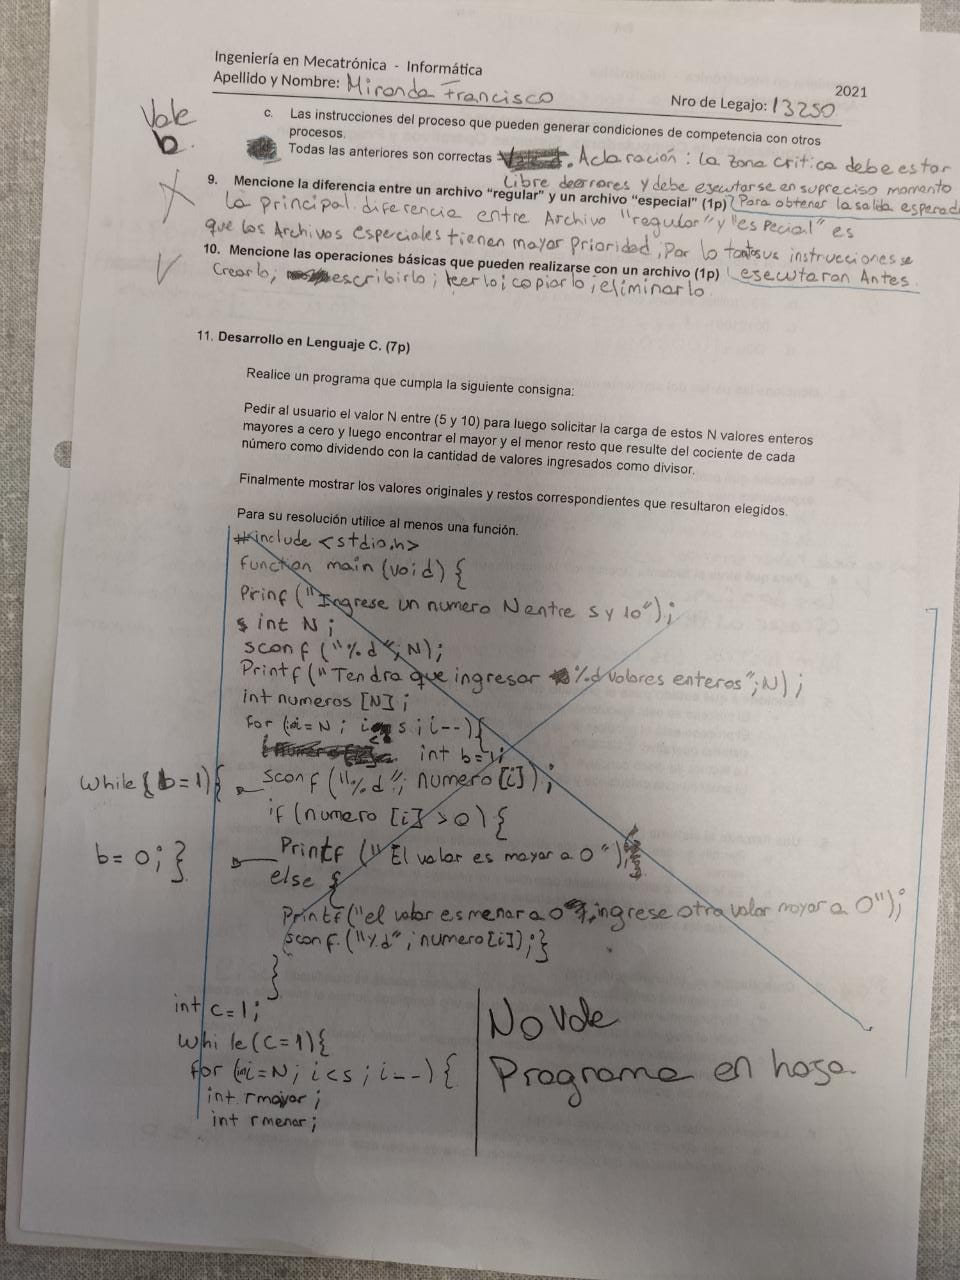 Ingeniería en Mecatrónica - Informática
2021
Apellido y Nombre: Miranda Francisco
Nro de Legajo: 13250
Vale
b.
c. Las instrucciones del proceso que pueden generar condiciones de competencia con otros
procesos.
Todas las anteriores son correctas . Aclaración: La zona critica debe estar
Libre de errores y debe esecutarse en su preciso momento
9. Mencione la diferencia entre un archivo “regular” y un archivo “especial” (1p) Para obtener la salida esperada
La principal diferencia entre Archivo "regular" y "especial" es
que los Archivos especiales tienen mayor Prioridad, Por lo tanto sus instrucciones se
10. Mencione las operaciones básicas que pueden realizarse con un archivo (1p) esecutaran Antes.
Crearlo; escribirlo; leerlo; copiarlo; eliminarlo
11. Desarrollo en Lenguaje C. (7p)
Realice un programa que cumpla la siguiente consigna:
Pedir al usuario el valor N entre (5 y 10) para luego solicitar la carga de estos N valores enteros
mayores a cero y luego encontrar el mayor y el menor resto que resulte del cociente de cada
número como dividendo con la cantidad de valores ingresados como divisor.
Finalmente mostrar los valores originales y restos correspondientes que resultaron elegidos.
Para su resolución utilice al menos una función.
#include <stdio.h>
function main (void) {
Prinf ("Ingrese un numero N entre 5 y 10");
int N;
scanf ("%d"; N);
Printf ("Tendra que ingresar %d valores enteros"; N);
int numeros [N];
for (i=N; i s; i--){
int b=1;
while { b=1) {
scanf ("%d"; numero[i]);
if (numero [i] > 0) {
b= 0; }
Printf ("El valor es mayor a 0");
else {
Printf ("el valor es menor a 0, ingrese otro valor mayor a 0");
scanf. ("%d"; numero[i]);}
}
int c=1;
while (c=1){
for (i=N; i<s; i--) {
int rmayor;
int rmenor;
No Vale
Programa en hosa.